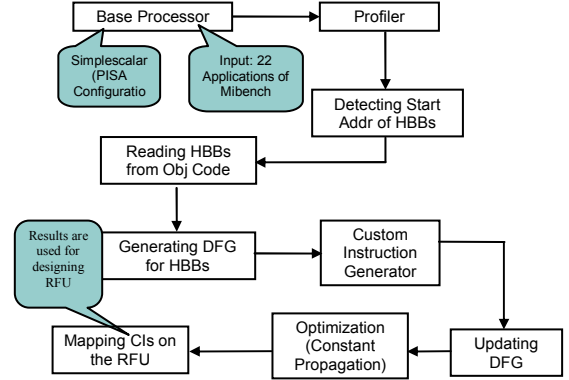 Base Processor
Profiler
Simplescalar
(PISA
Configuratio
Input: 22
Applications of
Mibench
Detecting Start
Addr of HBBs
Reading HBBs
from Obj Code
Results are
used for
designing
RFU
Generating DFG
for HBBs
Custom
Instruction
Generator
Mapping CIs on
the RFU
Optimization
(Constant
Propagation)
Updating
DFG